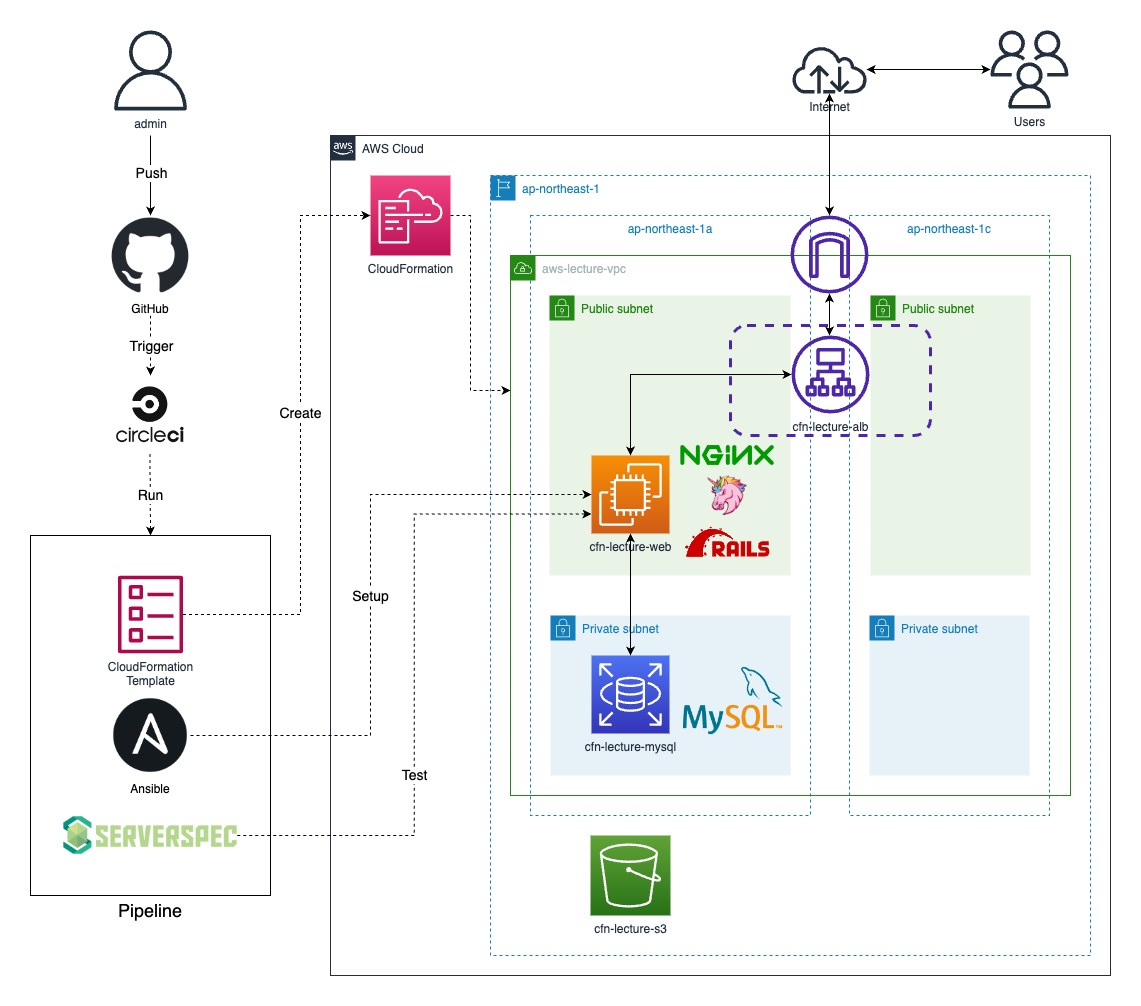 admin
Push
GitHub
Trigger
circleci
Run
CloudFormation
Template
Ansible
SERVERSPEC
Pipeline
Create
Setup
Test
Internet
Users
aws
AWS Cloud
CloudFormation
ap-northeast-1
ap-northeast-1a
ap-northeast-1c
aws-lecture-vpc
Public subnet
Public subnet
cfn-lecture-alb
NGINX
cfn-lecture-web
RAILS
Private subnet
Private subnet
MySQL™
cfn-lecture-mysql
cfn-lecture-s3